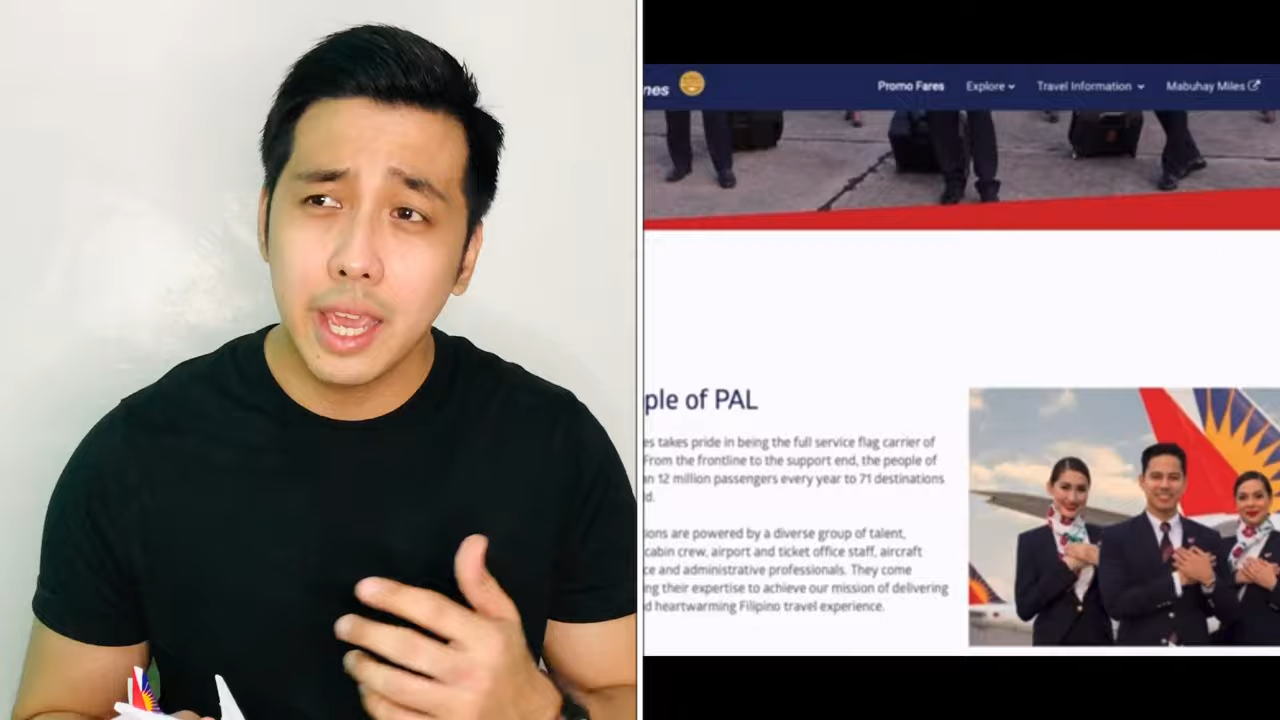 nes
Promo Fares
Explore
Travel Information
Mabuhay Miles
ple of PAL
es takes pride in being the full service flag carrier of
From the frontline to the support end, the people of
n 12 million passengers every year to 71 destinations
d.
ions are powered by a diverse group of talent,
cabin crew, airport and ticket office staff, aircraft
ce and administrative professionals. They come
ng their expertise to achieve our mission of delivering
d heartwarming Filipino travel experience.